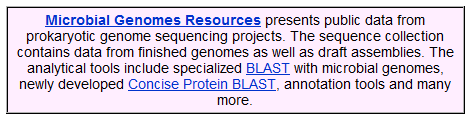 Microbial Genomes Resources presents public data from
prokaryotic genome sequencing projects. The sequence collection
contains data from finished genomes as well as draft assemblies. The
analytical tools include specialized BLAST with microbial genomes,
newly developed Concise Protein BLAST, annotation tools and many
more.